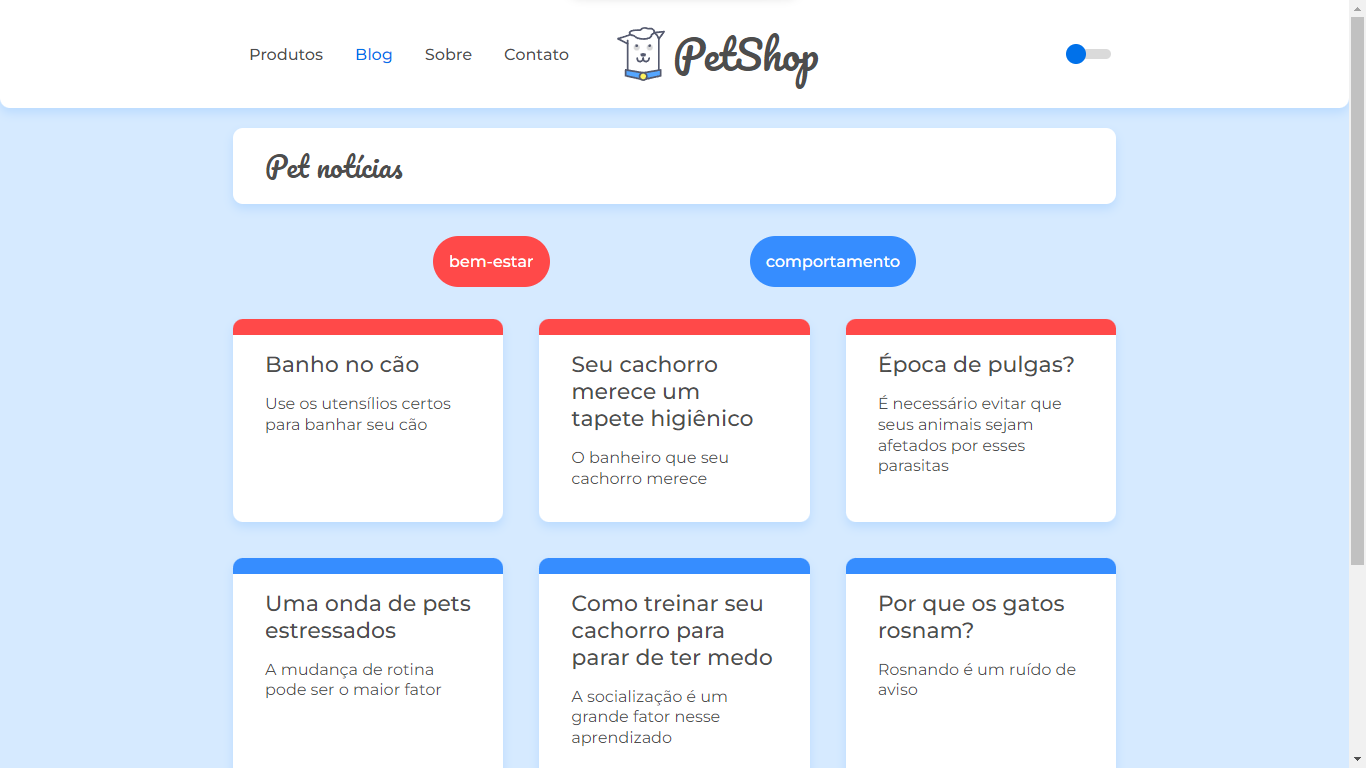 Produtos Blog Sobre Contato PetShop
Pet notícias
bem-estar comportamento
Banho no cão
Use os utensílios certos
para banhar seu cão
Seu cachorro
merece um
tapete higiênico
O banheiro que seu
cachorro merece
Época de pulgas?
É necessário evitar que
seus animais sejam
afetados por esses
parasitas
Uma onda de pets
estressados
A mudança de rotina
pode ser o maior fator
Como treinar seu
cachorro para
parar de ter medo
A socialização é um
grande fator nesse
aprendizado
Por que os gatos
rosnam?
Rosnando é um ruído de
aviso